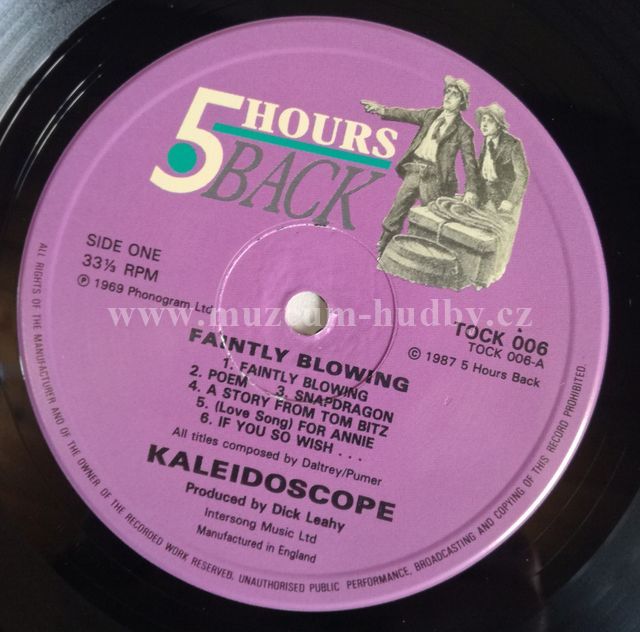 5 HOURS
BACK
SIDE ONE
33⅓ RPM
Ⓟ 1969 Phonogram Ltd
www.muzeum-hudby.cz
TOCK 006
TOCK 006-A
© 1987 5 Hours Back
FAINTLY BLOWING
1. FAINTLY BLOWING
2. POEM 3. SNAPDRAGON
4. A STORY FROM TOM BITZ
5. (Love Song) FOR ANNIE
6. IF YOU SO WISH . . .
All titles composed by Daltrey/Pumer
KALEIDOSCOPE
Produced by Dick Leahy
Intersong Music Ltd
Manufactured in England
ALL RIGHTS OF THE MANUFACTURER AND OF THE OWNER OF THE RECORDED WORK RESERVED. UNAUTHORISED PUBLIC PERFORMANCE, BROADCASTING AND COPYING OF THIS RECORD PROHIBITED.